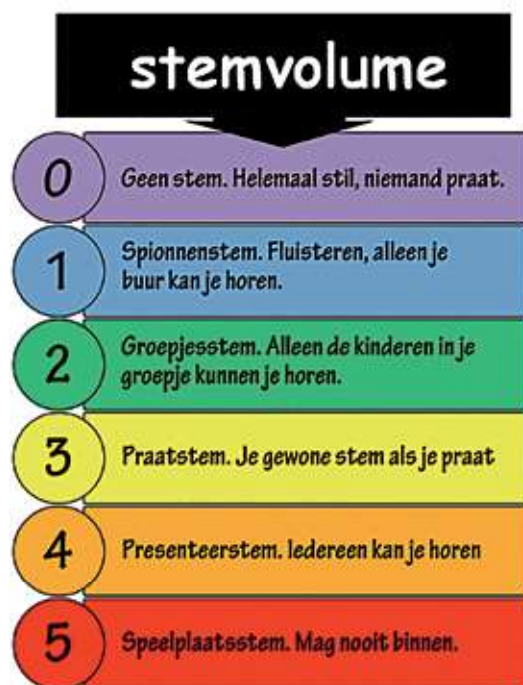 stemvolume
0
Geen stem. Helemaal stil, niemand praat.
1
Spionnenstem. Fluisteren, alleen je
buur kan je horen.
2
Groepjesstem. Alleen de kinderen in je
groepje kunnen je horen.
3
Praatstem. Je gewone stem als je praat
4
Presenteerstem. Iedereen kan je horen
5
Speelplaatsstem. Mag nooit binnen.